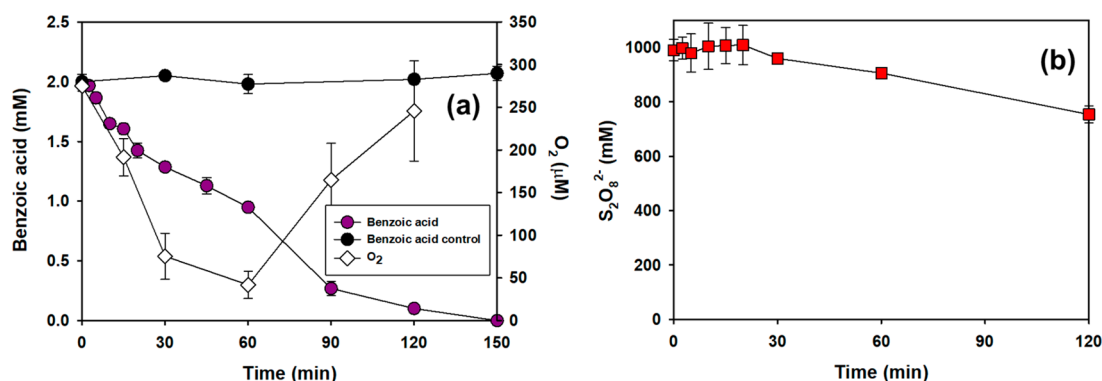 2.5
2.0
1.5
1.0
0.5
0.0
Benzoic acid (mM)
0 30 60 90 120 150
Time (min)
350
300
250
200
150
100
50
0
O2 (μM)
(a)
Benzoic acid
Benzoic acid control
O2
1000
800
600
400
200
0
S2O8 2- (mM)
0 30 60 90 120
Time (min)
(b)